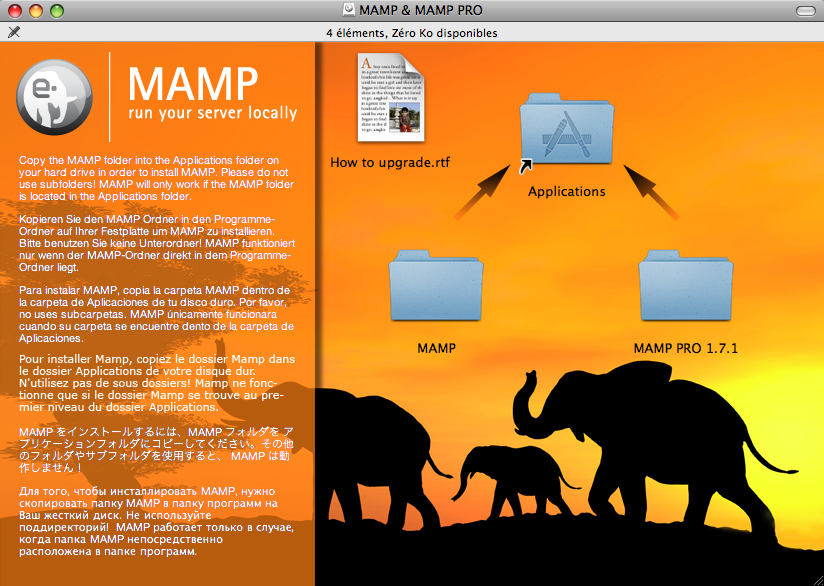 MAMP & MAMP PRO
4 éléments, Zéro Ko disponibles
e
MAMP
run your server locally
Copy the MAMP folder into the Applications folder on
your hard drive in order to install MAMP. Please do not
use subfolders! MAMP will only work if the MAMP folder
is located in the Applications folder.
Kopieren Sie den MAMP Ordner in den Programme-
Ordner auf Ihrer Festplatte um MAMP zu installieren.
Bitte benutzen Sie keine Unterordner! MAMP funktioniert
nur wenn der MAMP-Ordner direkt in dem Programme-
Ordner liegt.
Para instalar MAMP, copia la carpeta MAMP dentro de
la carpeta de Aplicaciones de tu disco duro. Por favor,
no uses subcarpetas. MAMP únicamente funcionara
cuando su carpeta se encuentre dento de la carpeta de
Aplicaciones.
Pour installer Mamp, copiez le dossier Mamp dans
le dossier Applications de votre disque dur.
N'utilisez pas de sous dossiers! Mamp ne fonc-
tionne que si le dossier Mamp se trouve au pre-
mier niveau du dossier Applications.
MAMP をインストールするには、MAMP フォルダを ア
プリケーションフォルダにコピーしてください。その他
のフォルダやサブフォルダを使用すると、 MAMP は動
作しません！
Для того, чтобы инсталлировать MAMP, нужно
скопировать папку MAMP в папку программ на
Ваш жесткий диск. Не используйте
поддиректорий! MAMP работает только в случае,
когда папка MAMP непосредственно
расположена в папке программ.
How to upgrade.rtf
Applications
MAMP
MAMP PRO 1.7.1